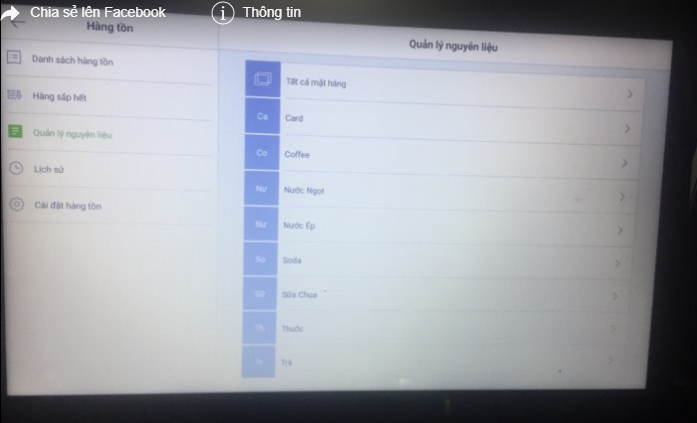 Chia sẻ lên Facebook
Thông tin
Hàng tồn
Quản lý nguyên liệu
Danh sách hàng tồn
Hàng sắp hết
Quản lý nguyên liệu
Lịch sử
Cài đặt hàng tồn
Tất cả mặt hàng
Ca Card
Co Coffee
Nư Nước Ngọt
Nư Nước Ép
So Soda
Sữ Sữa Chua
Th Thuốc
Tr Trà